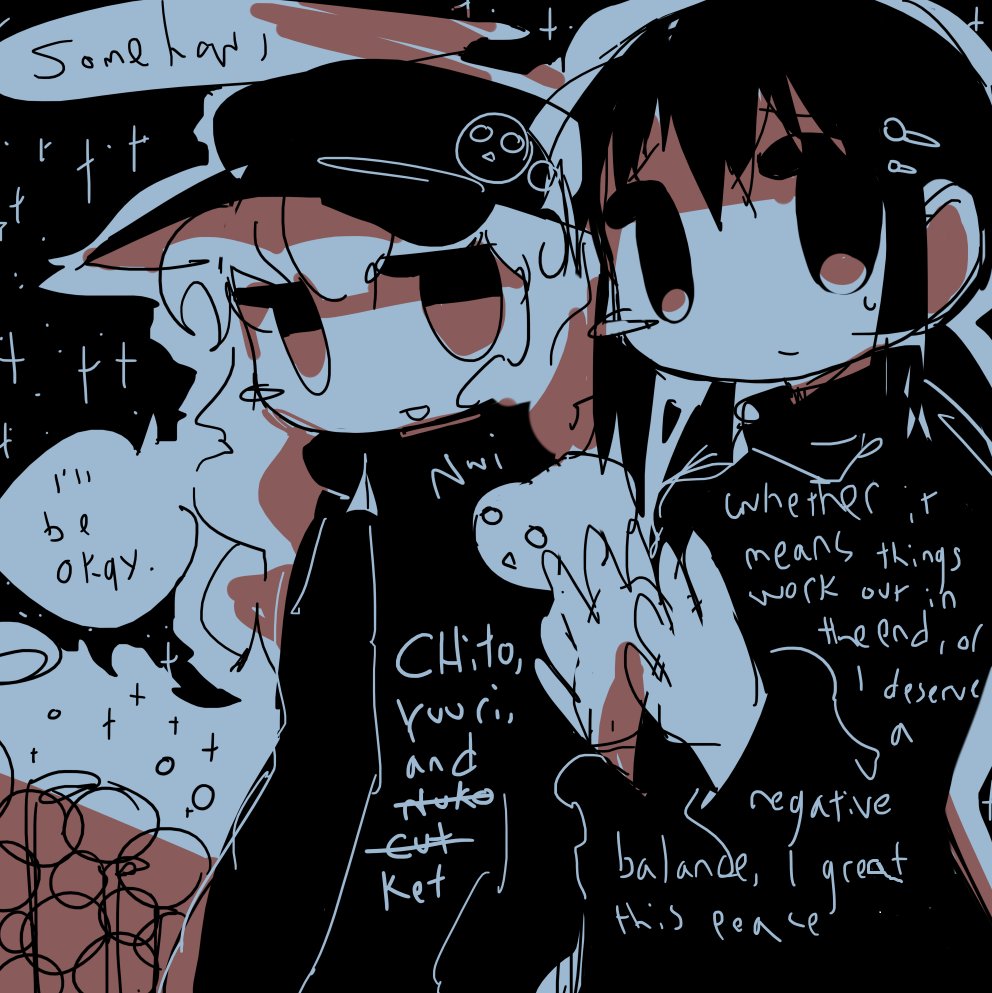 Somehow,
I'll
be
okay.
Nwi
CHito,
yuuri,
and
Nuko
cut
Ket
whether it
means things
work out in
the end, or
I deserve
a
negative
balance, I great
this peace